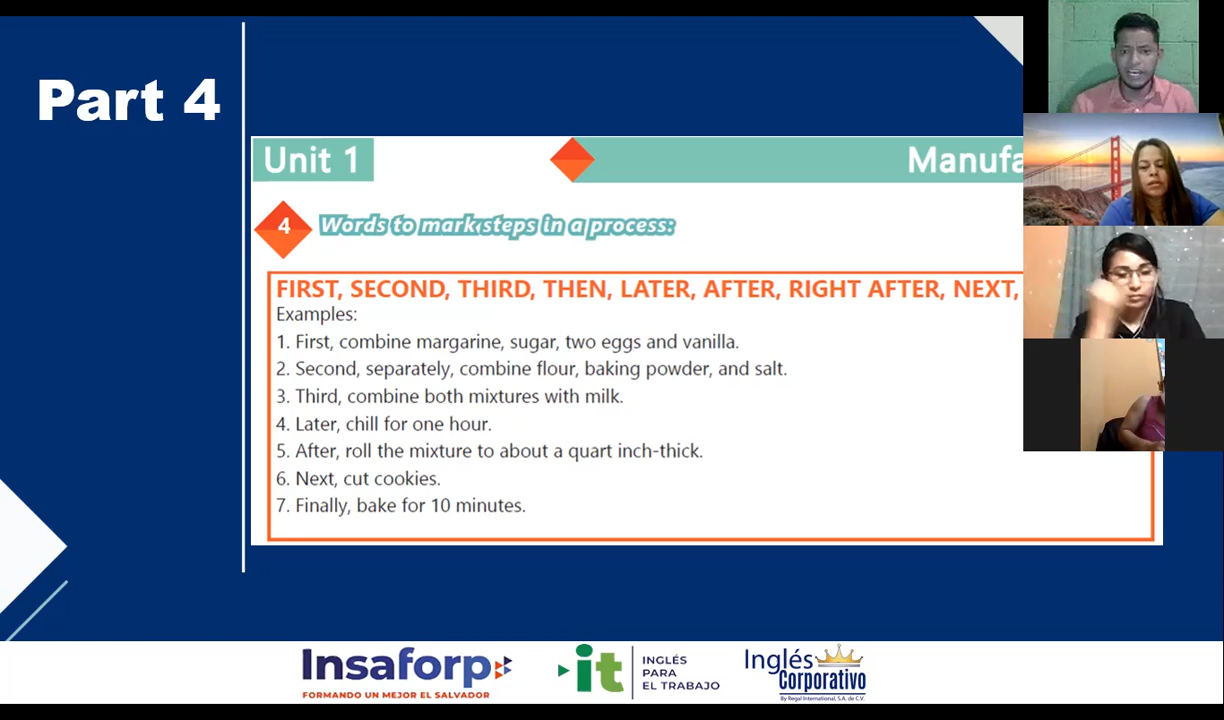 Part 4
Unit 1
Manufa
4
Words to mark steps in a process:
FIRST, SECOND, THIRD, THEN, LATER, AFTER, RIGHT AFTER, NEXT,
Examples:
1. First, combine margarine, sugar, two eggs and vanilla.
2. Second, separately, combine flour, baking powder, and salt.
3. Third, combine both mixtures with milk.
4. Later, chill for one hour.
5. After, roll the mixture to about a quart inch-thick.
6. Next, cut cookies.
7. Finally, bake for 10 minutes.
Insaforp
FORMANDO UN MEJOR EL SALVADOR
it
INGLÉS
PARA
EL TRABAJO
Inglés
Corporativo
By Regal International, S.A. de C.V.